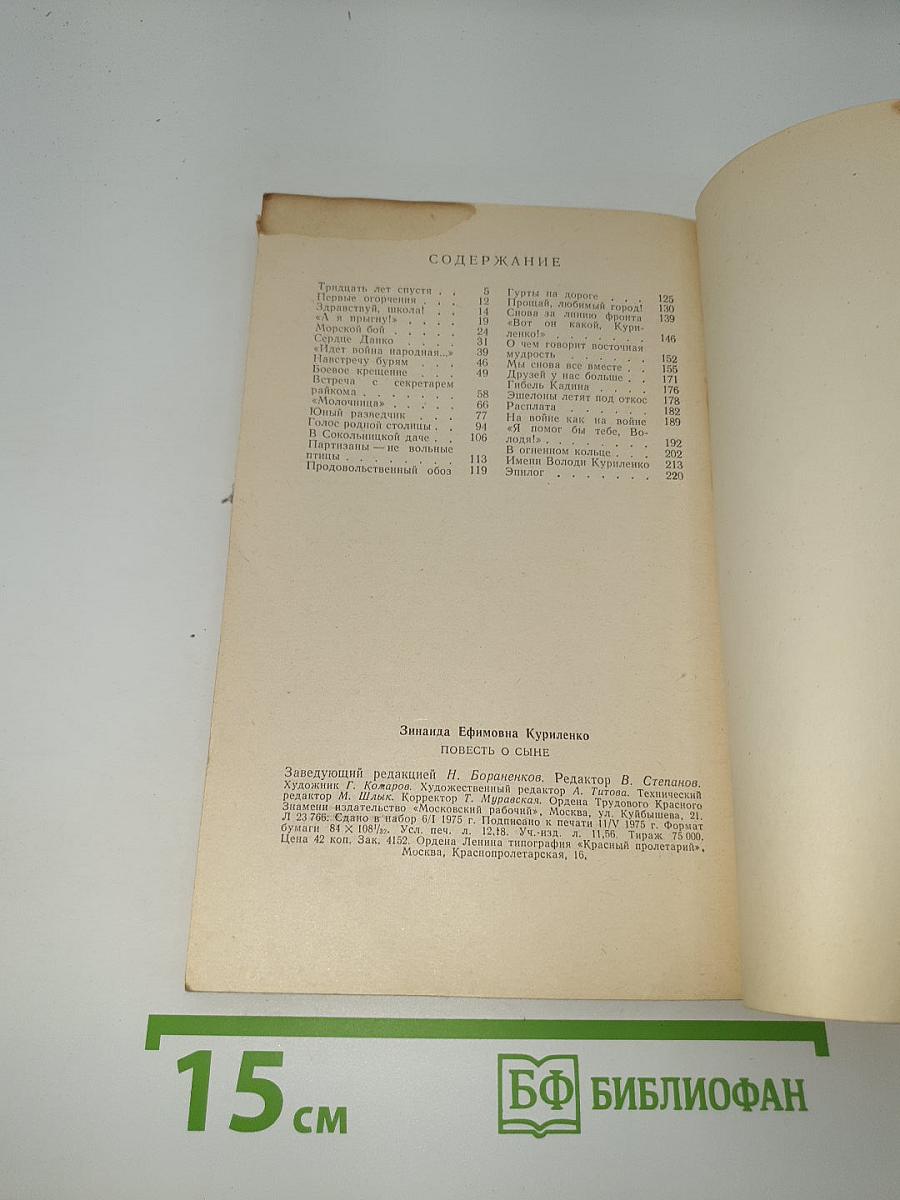 СОДЕРЖАНИЕ
Тридцать лет спустя . . 5
Первые огорчения . . . 12
Здравствуй, школа! . . 14
«А я прыгну!» . . . . 19
Морской бой . . . . . 24
Сердце Данко . . . . 31
«Идет война народная...» 39
Навстречу бурям . . . 46
Боевое крещение . . . 49
Встреча с секретарем
райкома . . . . . . . 58
«Молочница» . . . . . 66
Юный разведчик . . . 77
Голос родной столицы . . 94
В Сокольницкой даче . . 106
Партизаны — не вольные
птицы . . . . . . . . 113
Продовольственный обоз 119
Гурты на дороге . . . 125
Прощай, любимый город! 130
Снова за линию фронта 139
«Вот он какой, Кури-
ленко!» . . . . . . . 146
О чем говорит восточная
мудрость . . . . . . 152
Мы снова все вместе . . 155
Друзей у нас больше . . 171
Гибель Кадина . . . . 176
Эшелоны летят под откос 178
Расплата . . . . . . 182
На войне как на войне 189
«Я помог бы тебе, Во-
лодя!» . . . . . . . 192
В огненном кольце . . . 202
Имени Володи Куриленко 213
Эпилог . . . . . . . 220
Зинаида Ефимовна Куриленко
ПОВЕСТЬ О СЫНЕ
Заведующий редакцией Н. Бораненков. Редактор В. Степанов.
Художник Г. Комаров. Художественный редактор А. Титова. Технический
редактор М. Шлык. Корректор Т. Муравская. Ордена Трудового Красного
Знамени издательство «Московский рабочий», Москва, ул. Куйбышева, 21.
Л 23766. Сдано в набор 6/I 1975 г. Подписано к печати 11/V 1975 г. Формат
бумаги 84 × 108 1/32. Усл. печ. л. 12,18. Уч.-изд. л. 11,56. Тираж 75 000.
Цена 42 коп. Зак. 4152. Ордена Ленина типография «Красный пролетарий».
Москва, Краснопролетарская, 16.
15 см
БФ БИБЛИОФАН